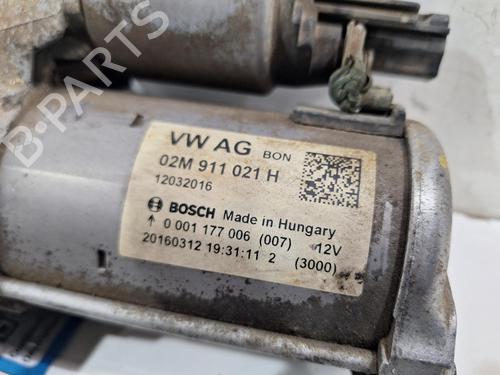 B-PARTS
VW AG BON
02M 911 021 H
12032016
BOSCH Made in Hungary
0 001 177 006 (007) 12V
20160312 19:31:11 2 (3000)